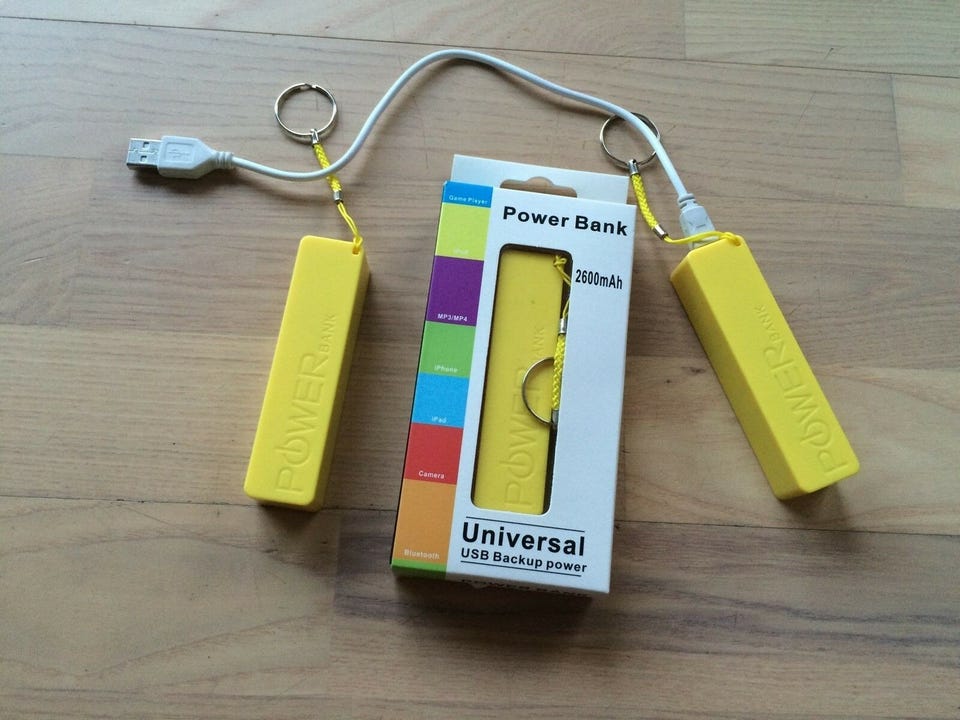 Game Player
Power Bank
2600mAh
MP3/MP4
iPhone
iPad
Camera
Bluetooth
Universal
USB Backup power
POWER
BANK
POWER
BANK
POWER
BANK